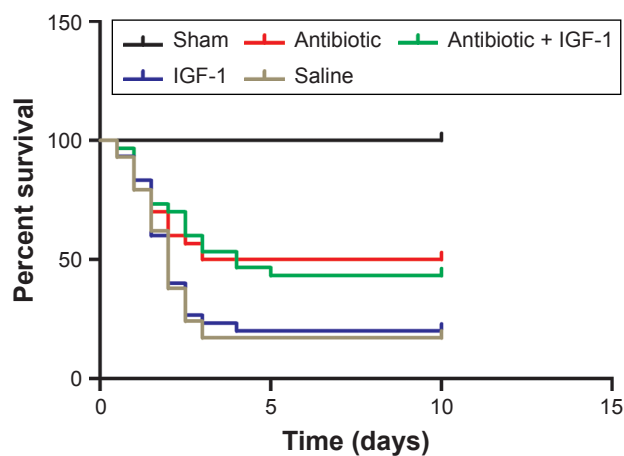 150
Sham Antibiotic Antibiotic + IGF-1
IGF-1 Saline
100
Percent survival
50
0
0 5 10 15
Time (days)